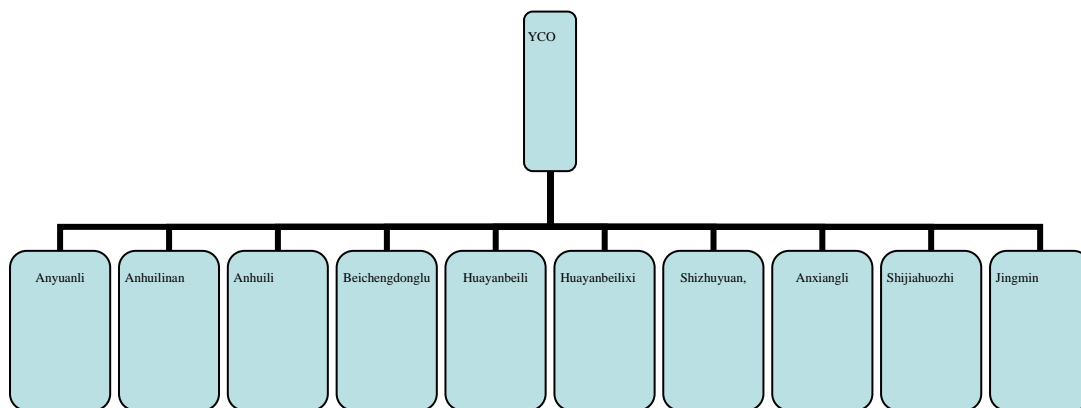 YCO
Anyuanli
Anhuilinan
Anhuili
Beichengdonglu
Huayanbeili
Huayanbeilixi
Shizhuyuan,
Anxiangli
Shijiahuozhi
Jingmin